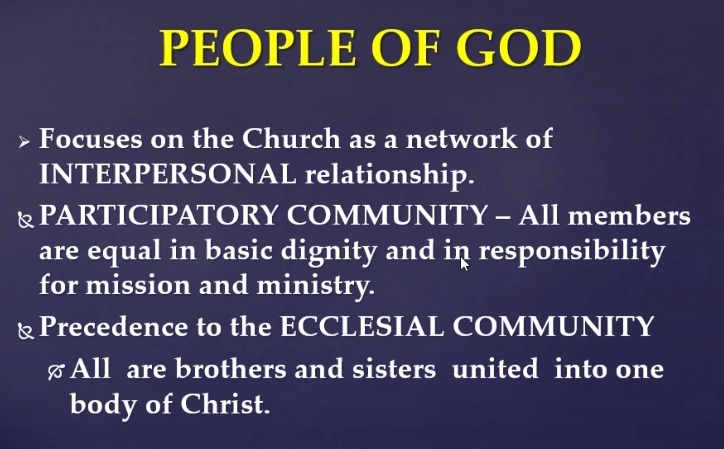 PEOPLE OF GOD
Focuses on the Church as a network of
INTERPERSONAL relationship.
PARTICIPATORY COMMUNITY – All members
are equal in basic dignity and in responsibility
for mission and ministry.
Precedence to the ECCLESIAL COMMUNITY
All are brothers and sisters united into one
body of Christ.